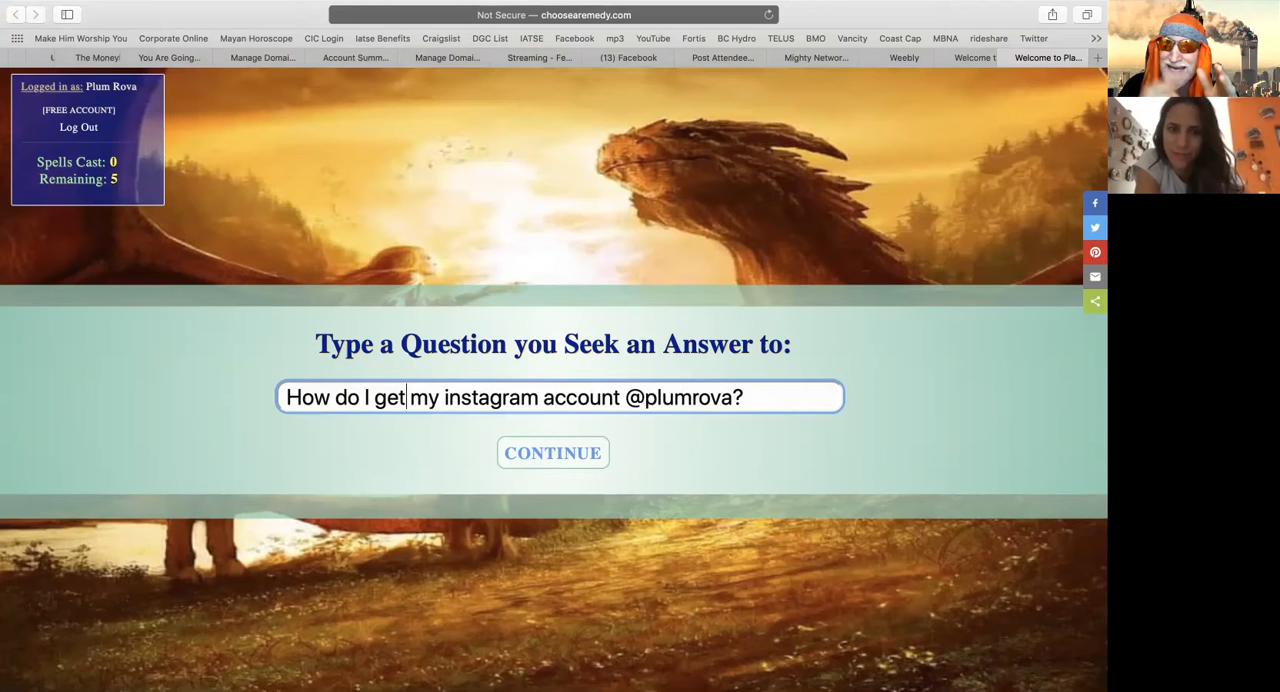 Not Secure — choosearemedy.com
Make Him Worship You Corporate Online Mayan Horoscope CIC Login Iatse Benefits Craigslist DGC List IATSE Facebook mp3 YouTube Fortis BC Hydro TELUS BMO Vancity Coast Cap MBNA rideshare Twitter
The Money You Are Going... Manage Domai... Account Summ... Manage Domai... Streaming - Fe... (13) Facebook Post Attendee... Mighty Networ... Weebly Welcome t Welcome to Pla...
Logged in as: Plum Rova
[FREE ACCOUNT]
Log Out
Spells Cast: 0
Remaining: 5
Type a Question you Seek an Answer to:
How do I get my instagram account @plumrova?
CONTINUE